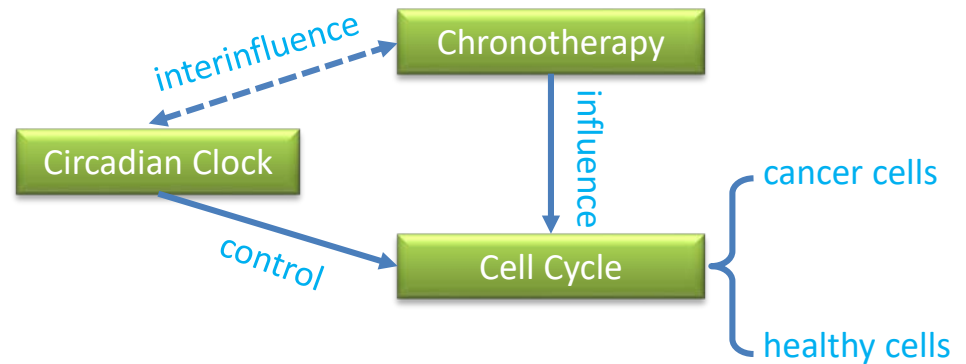 Chronotherapy
interinfluence
influence
Circadian Clock
control
Cell Cycle
cancer cells
healthy cells